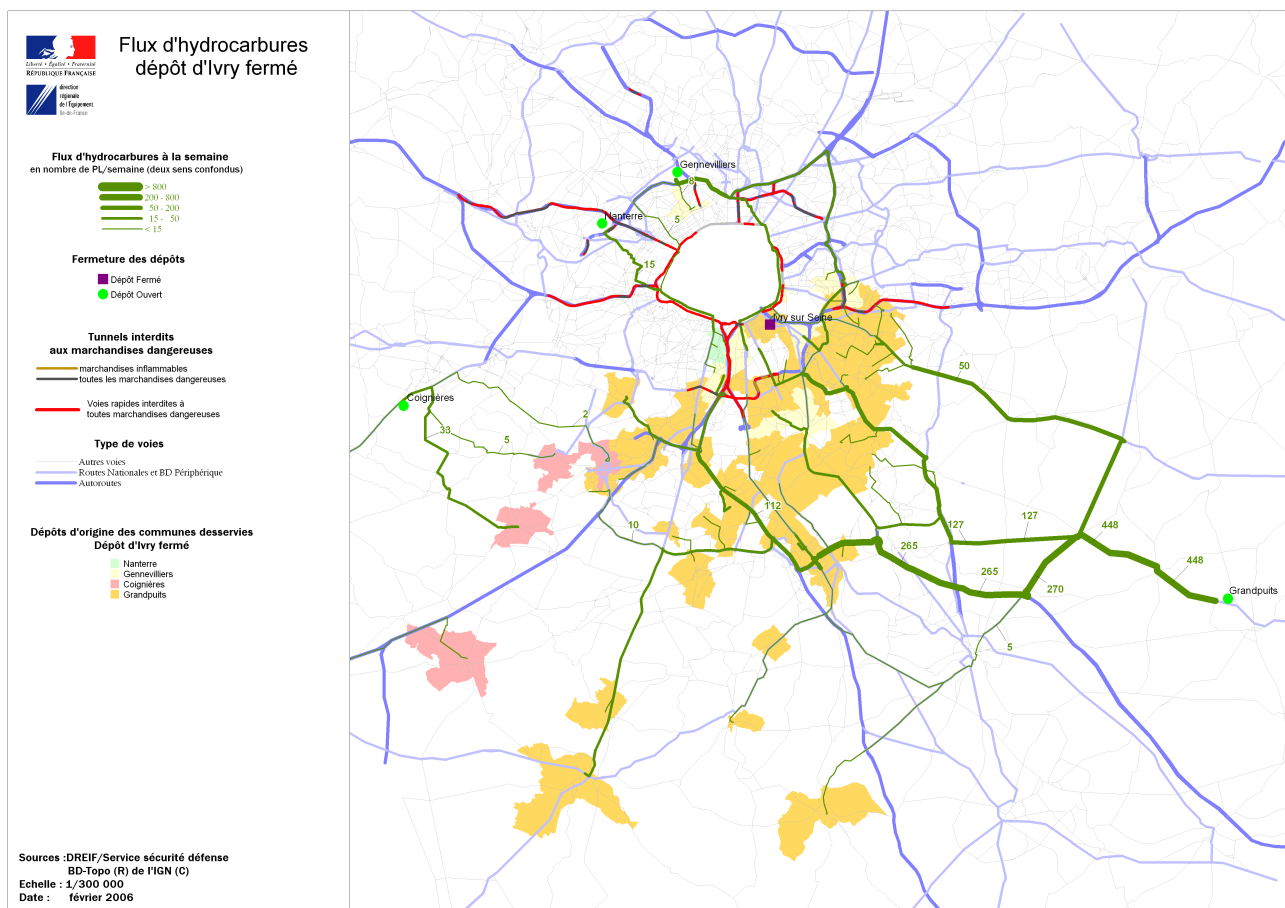 Flux d'hydrocarbures
dépôt d'Ivry fermé
Liberté • Égalité • Fraternité
RÉPUBLIQUE FRANÇAISE
direction
régionale
de l'Équipement
Ile-de-France
Flux d'hydrocarbures à la semaine
en nombre de PL/semaine (deux sens confondus)
> 800
200 - 800
50 - 200
15 - 50
< 15
Fermeture des dépôts
Dépôt Fermé
Dépôt Ouvert
Tunnels interdits
aux marchandises dangereuses
marchandises inflammables
toutes les marchandises dangereuses
Voies rapides interdites à
toutes marchandises dangereuses
Type de voies
Autres voies
Routes Nationales et BD Périphérique
Autoroutes
Dépôts d'origine des communes desservies
Dépôt d'Ivry fermé
Nanterre
Gennevilliers
Coignières
Grandpuits
Sources :DREIF/Service sécurité défense
BD-Topo (R) de l'IGN (C)
Echelle : 1/300 000
Date : février 2006
Gennevilliers
8
Nanterre
5
15
Ivry sur Seine
50
Coignières
2
33
5
112
10
127
127
448
265
448
265
270
Grandpuits
5